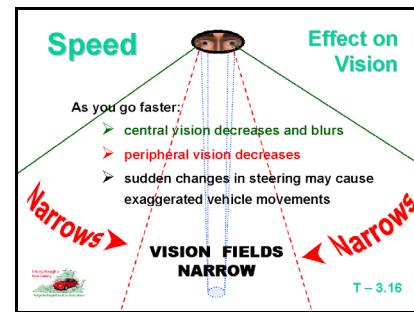 Speed
Effect on
Vision
As you go faster:
central vision decreases and blurs
peripheral vision decreases
sudden changes in steering may cause
exaggerated vehicle movements
Narrows
Narrows
VISION FIELDS
NARROW
T – 3.16